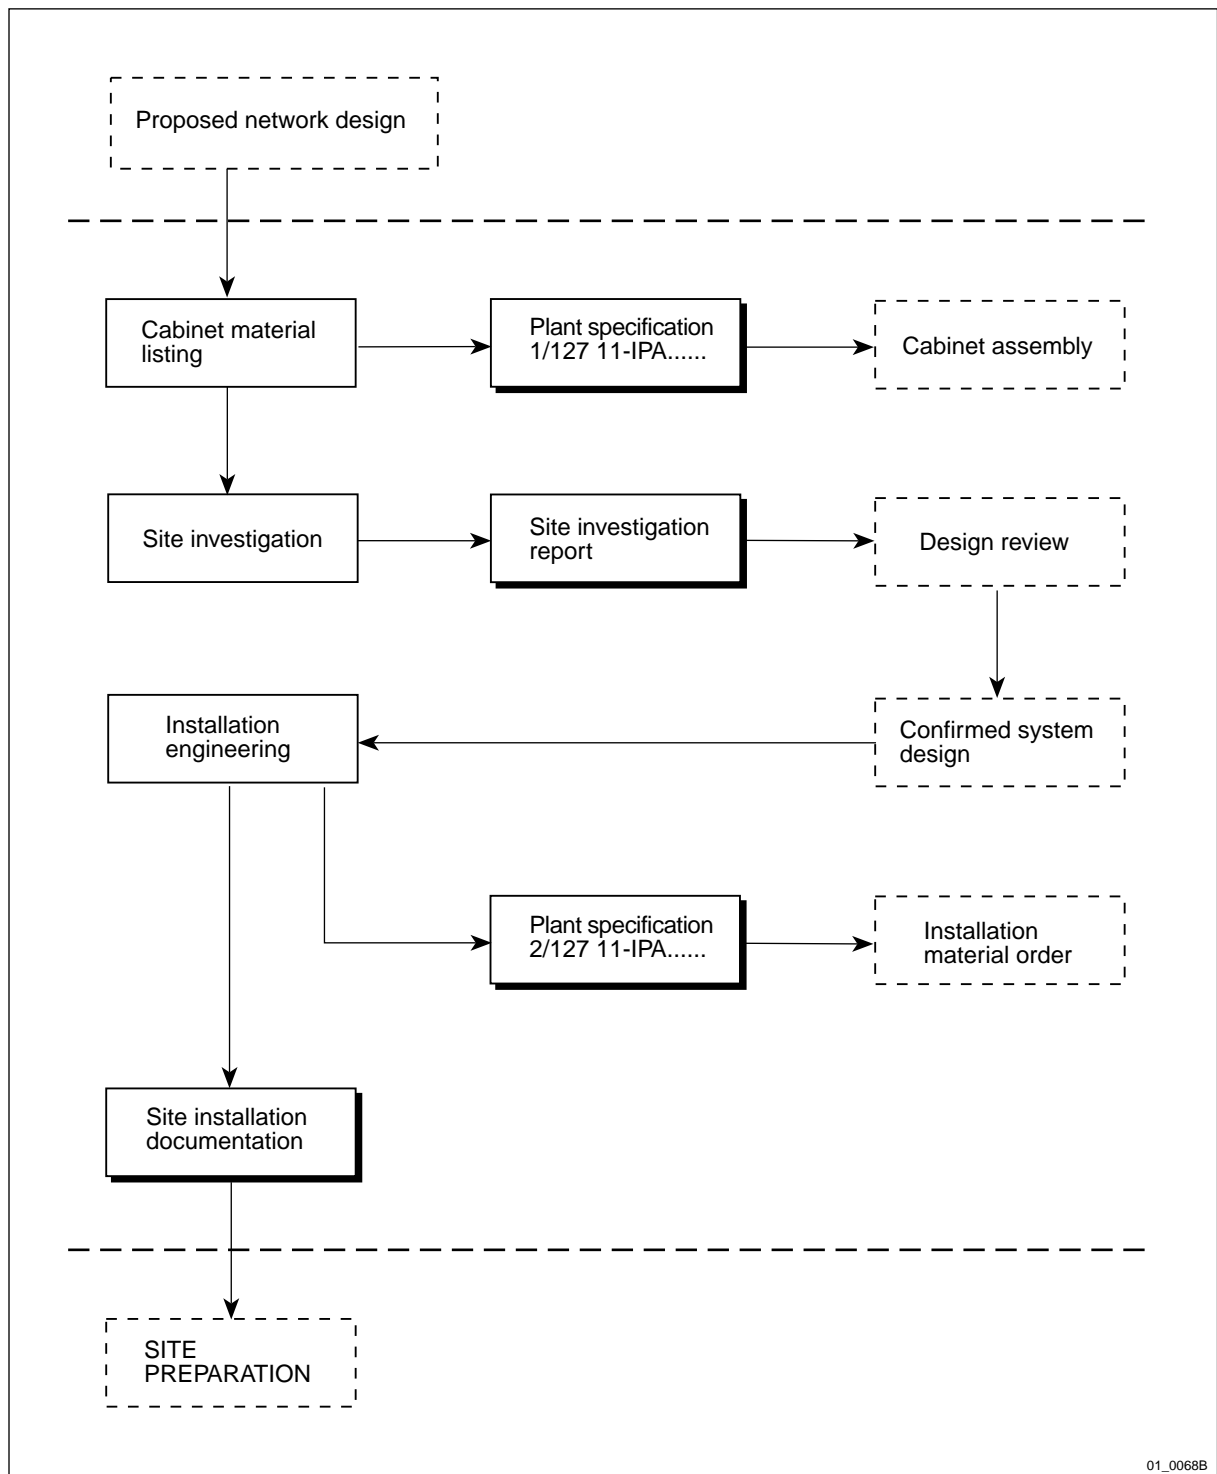 Proposed network design
Cabinet material
listing
Plant specification
1/127 11-IPA......
Cabinet assembly
Site investigation
Site investigation
report
Design review
Installation
engineering
Confirmed system
design
Plant specification
2/127 11-IPA......
Installation
material order
Site installation
documentation
SITE
PREPARATION
01_0068B